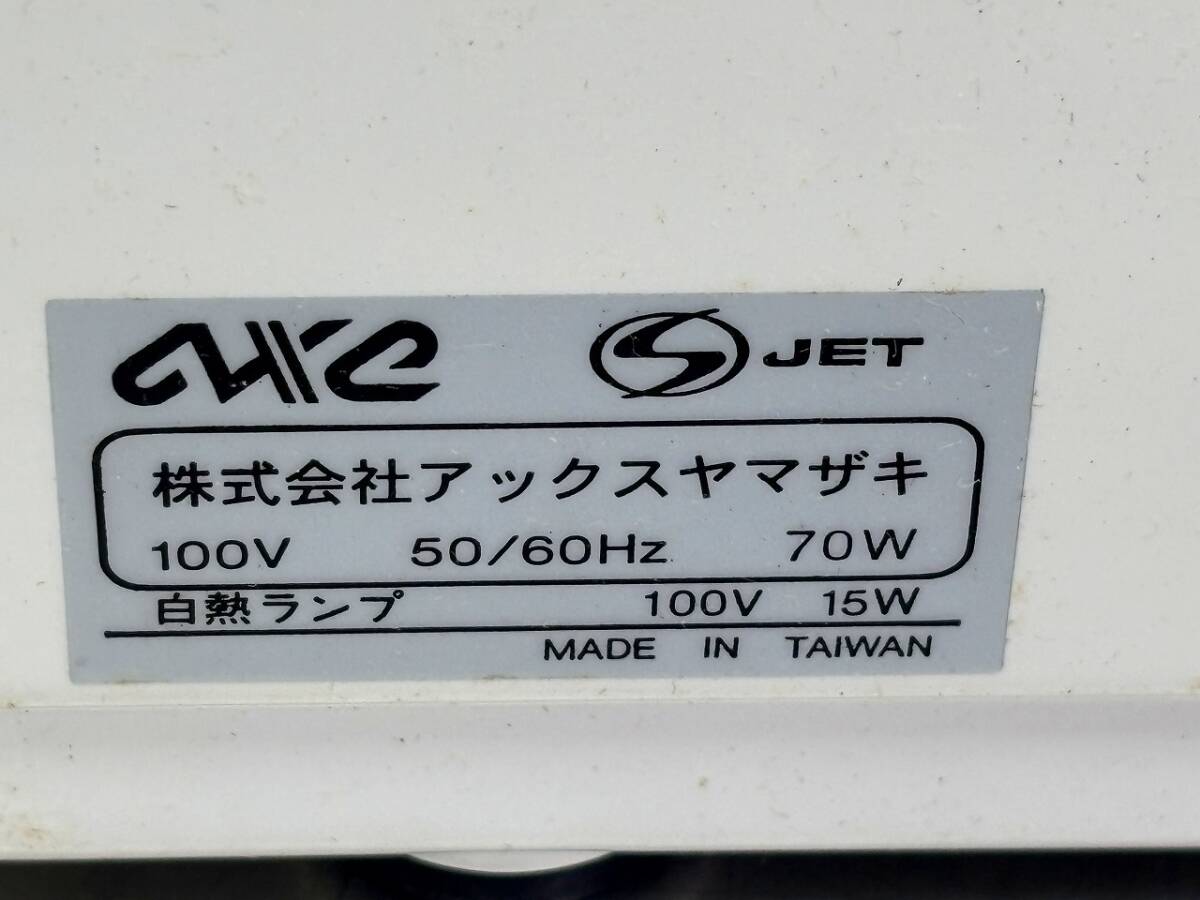 JET
株式会社アックスヤマザキ
100V 50/60Hz 70W
白熱ランプ 100V 15W
MADE IN TAIWAN